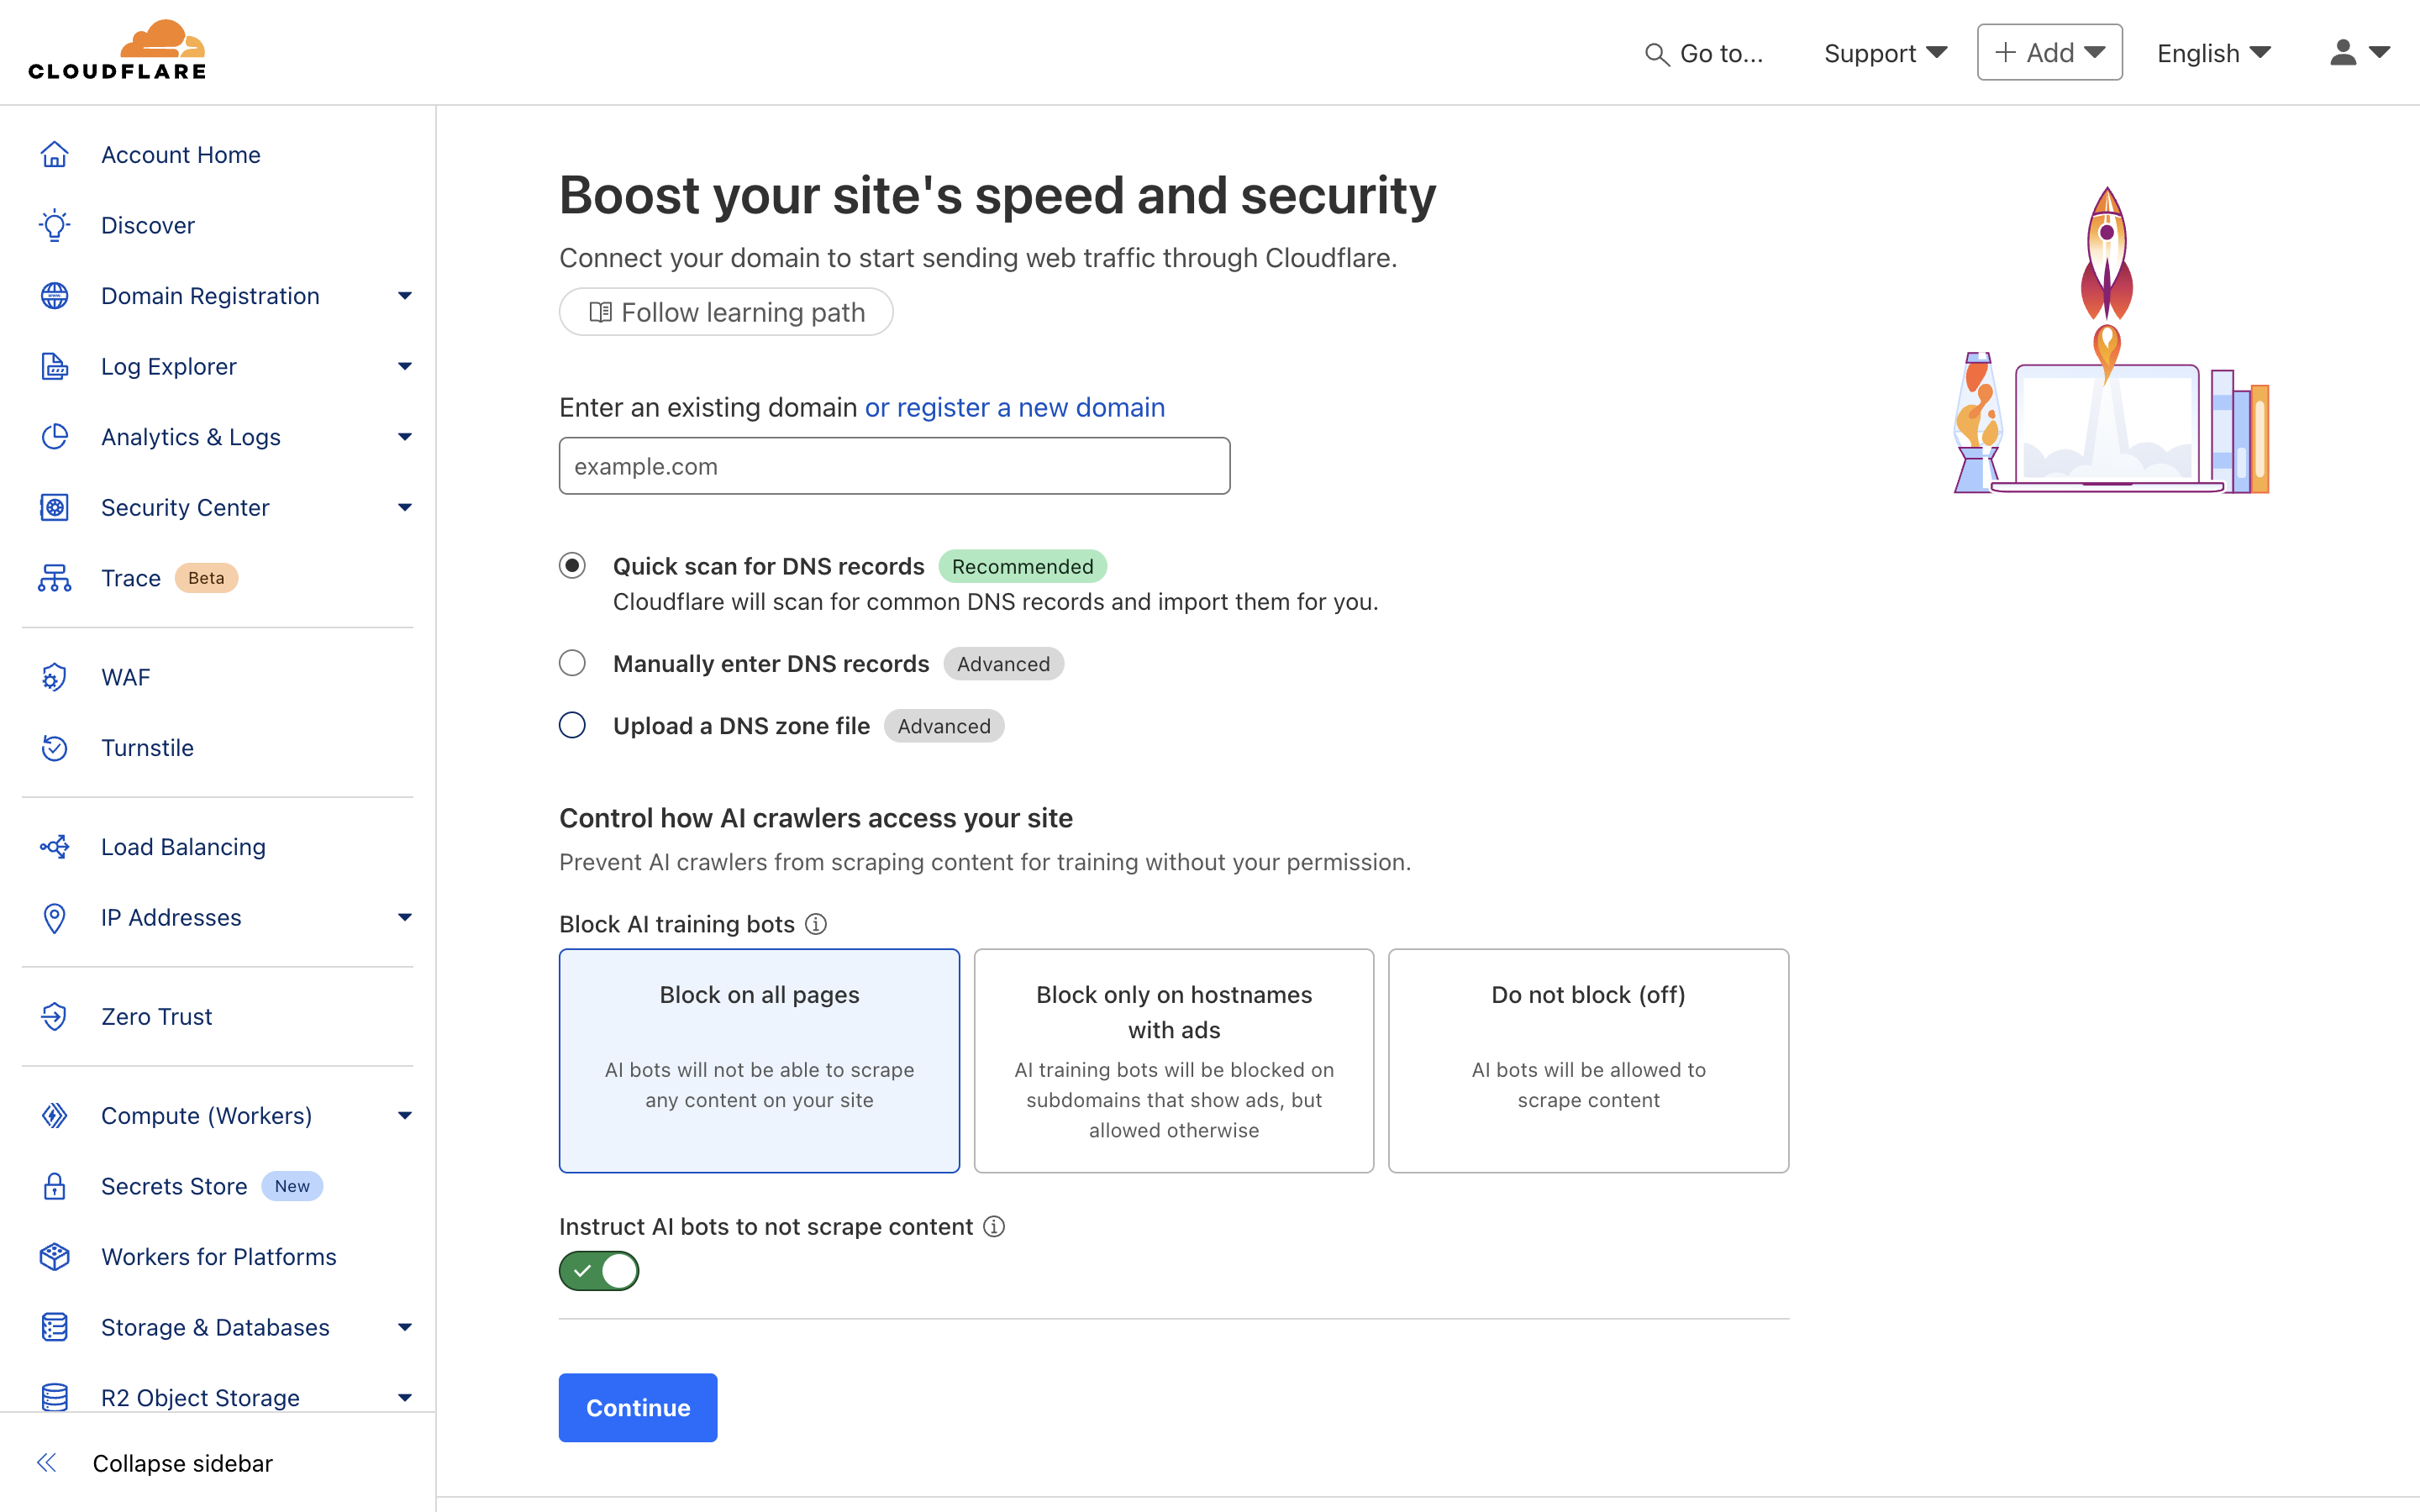 CLOUDFLARE
Go to...
Support
Add
English
Account Home
Discover
Domain Registration
Log Explorer
Analytics & Logs
Security Center
Trace Beta
WAF
Turnstile
Load Balancing
IP Addresses
Zero Trust
Compute (Workers)
Secrets Store New
Workers for Platforms
Storage & Databases
R2 Object Storage
Collapse sidebar
Boost your site's speed and security
Connect your domain to start sending web traffic through Cloudflare.
Follow learning path
Enter an existing domain or register a new domain
example.com
Quick scan for DNS records Recommended
Cloudflare will scan for common DNS records and import them for you.
Manually enter DNS records Advanced
Upload a DNS zone file Advanced
Control how AI crawlers access your site
Prevent AI crawlers from scraping content for training without your permission.
Block AI training bots
Block on all pages
AI bots will not be able to scrape
any content on your site
Block only on hostnames
with ads
AI training bots will be blocked on
subdomains that show ads, but
allowed otherwise
Do not block (off)
AI bots will be allowed to
scrape content
Instruct AI bots to not scrape content
Continue